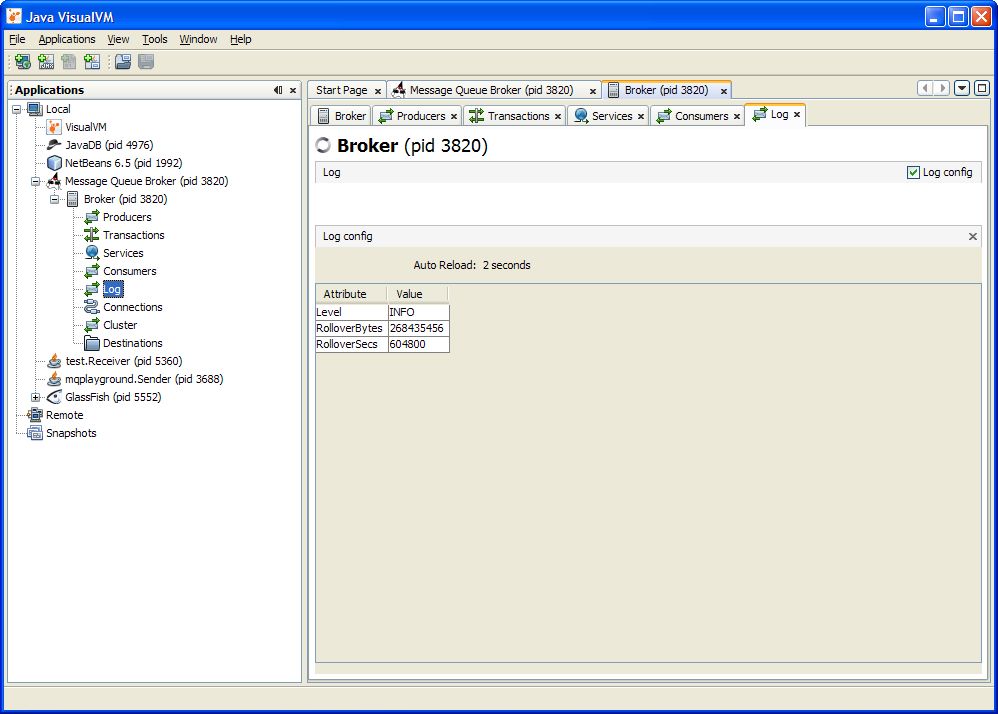 Java VisualVM
File Applications View Tools Window Help
Applications
Local
VisualVM
JavaDB (pid 4976)
NetBeans 6.5 (pid 1992)
Message Queue Broker (pid 3820)
Broker (pid 3820)
Producers
Transactions
Services
Consumers
Log
Connections
Cluster
Destinations
test.Receiver (pid 5360)
mqplayground.Sender (pid 3688)
GlassFish (pid 5552)
Remote
Snapshots
Start Page Message Queue Broker (pid 3820) Broker (pid 3820)
Broker Producers Transactions Services Consumers Log
Broker (pid 3820)
Log Log config
Log config
Auto Reload: 2 seconds
Attribute Value
Level INFO
RolloverBytes 268435456
RolloverSecs 604800